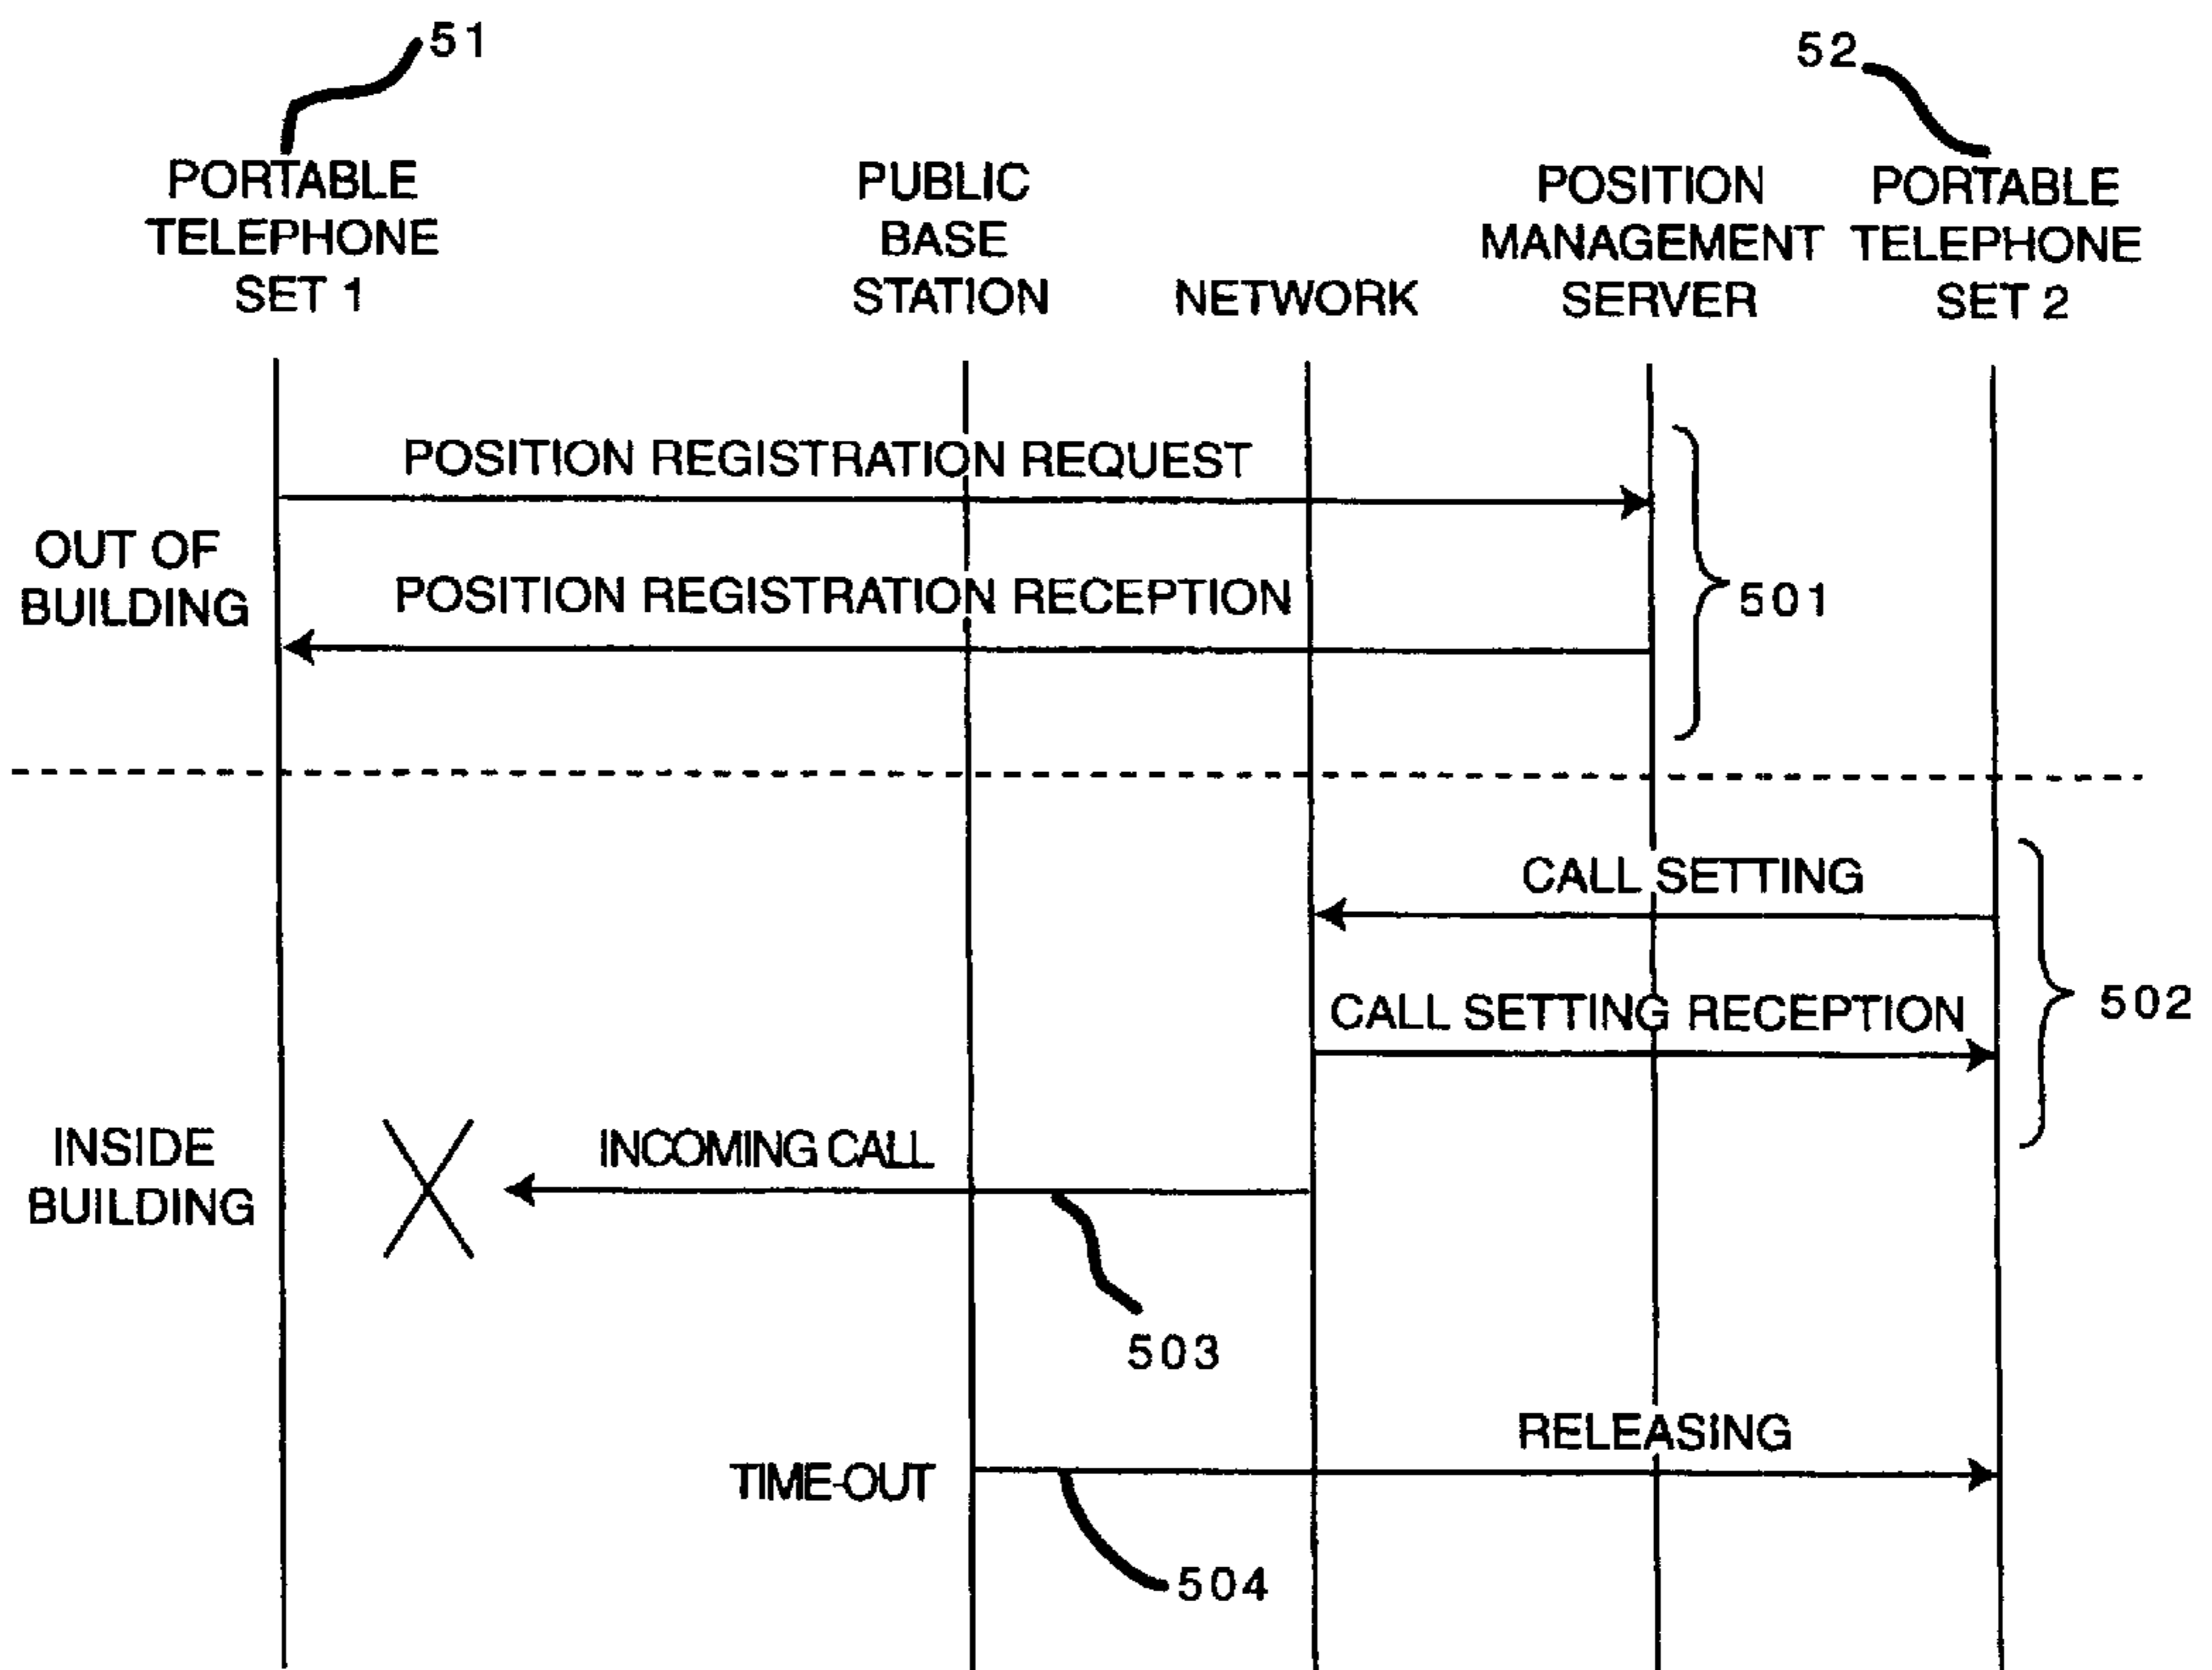 51
52
PORTABLE
TELEPHONE
SET 1
PUBLIC
BASE
STATION
NETWORK
POSITION
MANAGEMENT
SERVER
PORTABLE
TELEPHONE
SET 2
POSITION REGISTRATION REQUEST
OUT OF
BUILDING
POSITION REGISTRATION RECEPTION
501
CALL SETTING
CALL SETTING RECEPTION
502
INSIDE
BUILDING
INCOMING CALL
503
RELEASING
TIME-OUT
504